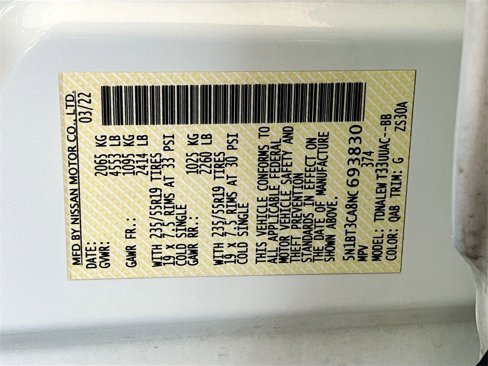 MFD BY NISSAN MOTOR CO., LTD.
DATE: 03/22
GVWR: 2065 KG
4553 LB
GAWR FR.: 1095 KG
2414 LB
WITH 235/55R19 TIRES
19 X 7.5 RIMS AT 33 PSI
COLD SINGLE
GAWR RR.: 1025 KG
2260 LB
WITH 235/55R19 TIRES
19 X 7.5 RIMS AT 30 PSI
COLD SINGLE
THIS VEHICLE CONFORMS TO
ALL APPLICABLE FEDERAL
MOTOR VEHICLE SAFETY AND
THEFT PREVENTION
STANDARDS IN EFFECT ON
THE DATE OF MANUFACTURE
SHOWN ABOVE.
5N1BT3CA8NC693830
MPV 374
MODEL: TDNALEWT33UUAC--BB
COLOR: QAB TRIM: G ZS30A